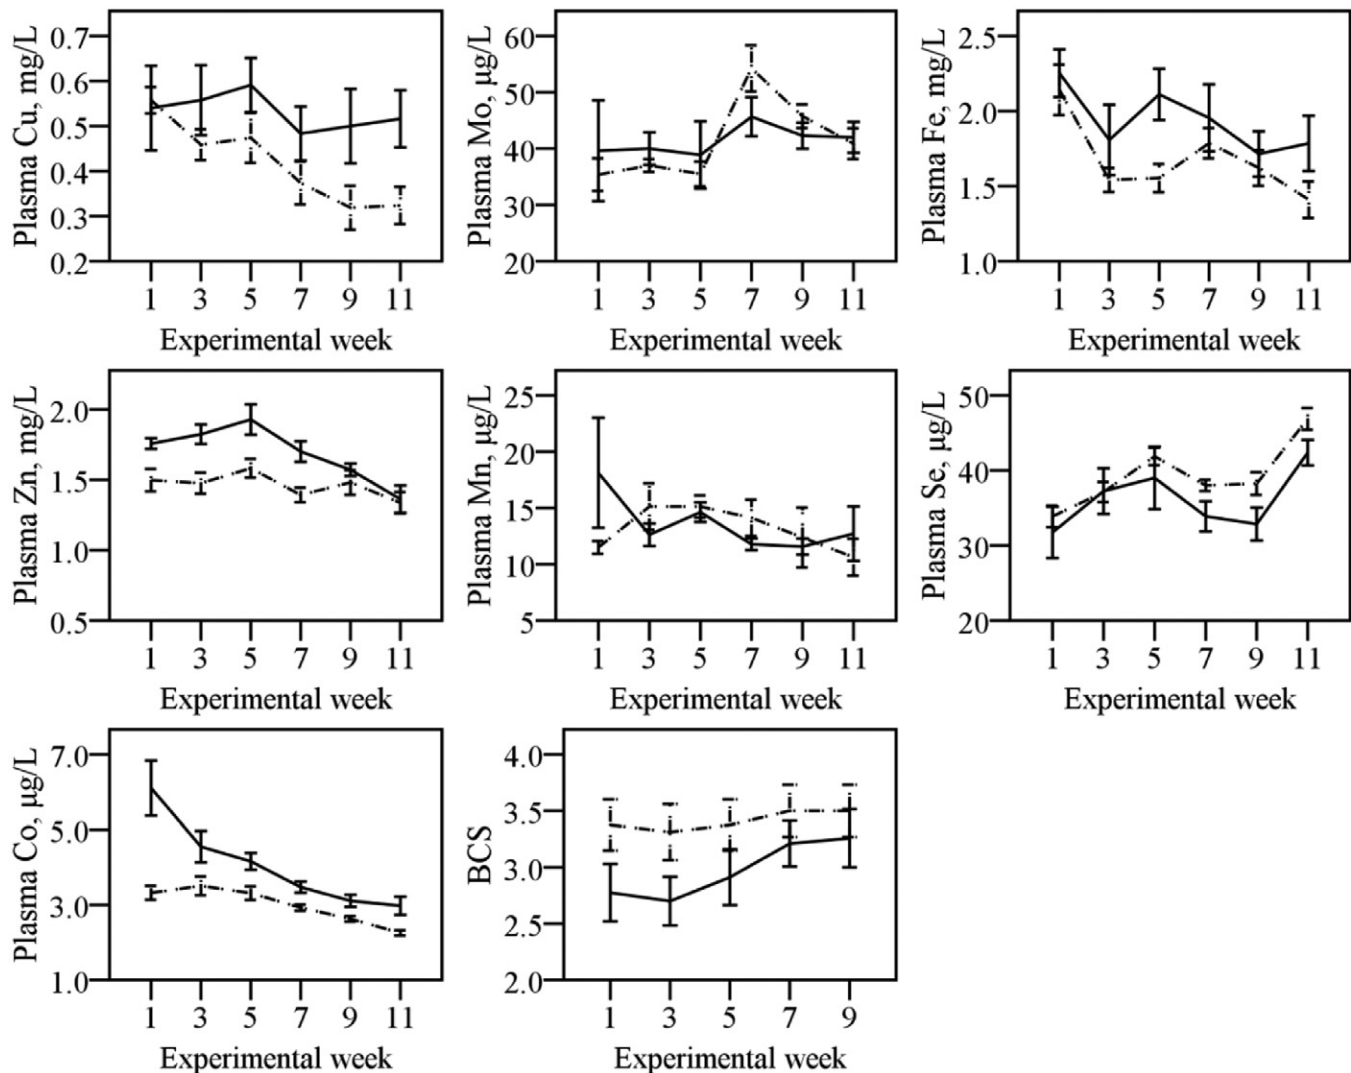 Plasma Cu, mg/L
0.7
0.6
0.5
0.4
0.3
0.2
1 3 5 7 9 11
Experimental week
Plasma Mo, µg/L
60
50
40
30
20
1 3 5 7 9 11
Experimental week
Plasma Fe, mg/L
2.5
2.0
1.5
1.0
1 3 5 7 9 11
Experimental week
Plasma Zn, mg/L
2.0
1.5
1.0
0.5
1 3 5 7 9 11
Experimental week
Plasma Mn, µg/L
25
20
15
10
5
1 3 5 7 9 11
Experimental week
Plasma Se, µg/L
50
40
30
20
1 3 5 7 9 11
Experimental week
Plasma Co, µg/L
7.0
5.0
3.0
1.0
1 3 5 7 9 11
Experimental week
BCS
4.0
3.5
3.0
2.5
2.0
1 3 5 7 9
Experimental week